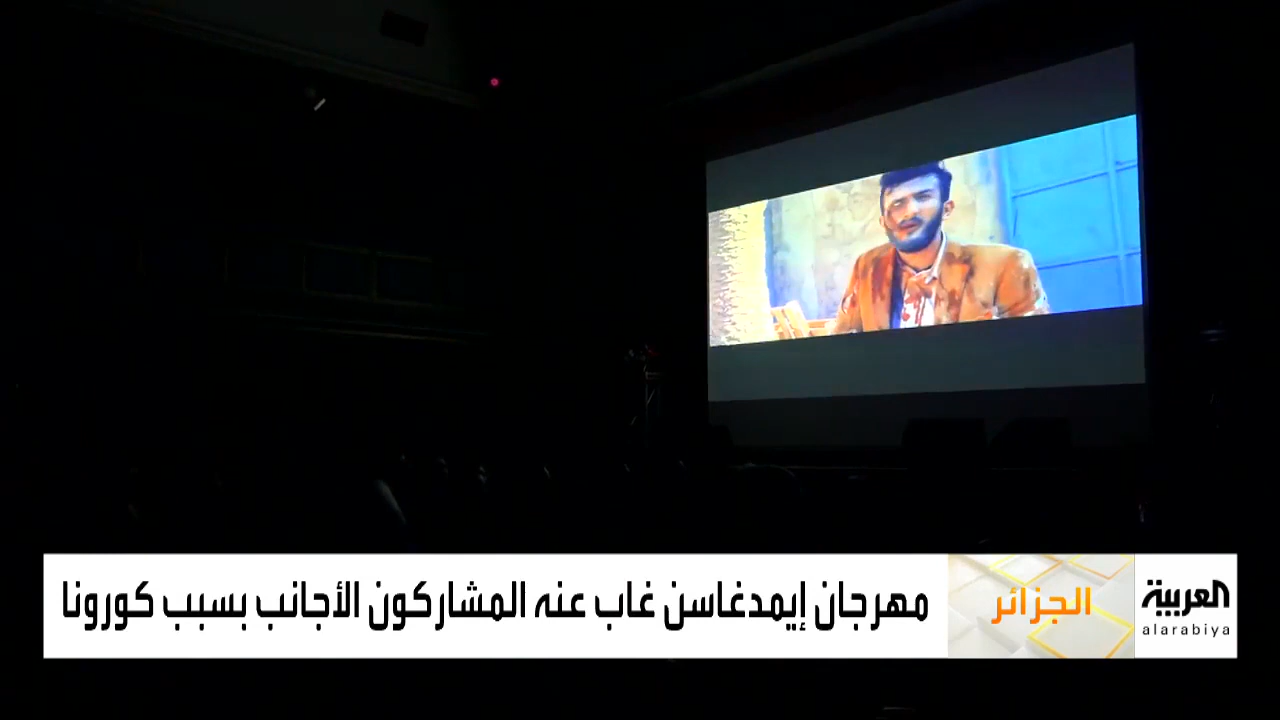 مهرجان إيمدغاسن غاب عنه المشاركون الأجانب بسبب كورونا
الجزائر
العربية
alarabiya